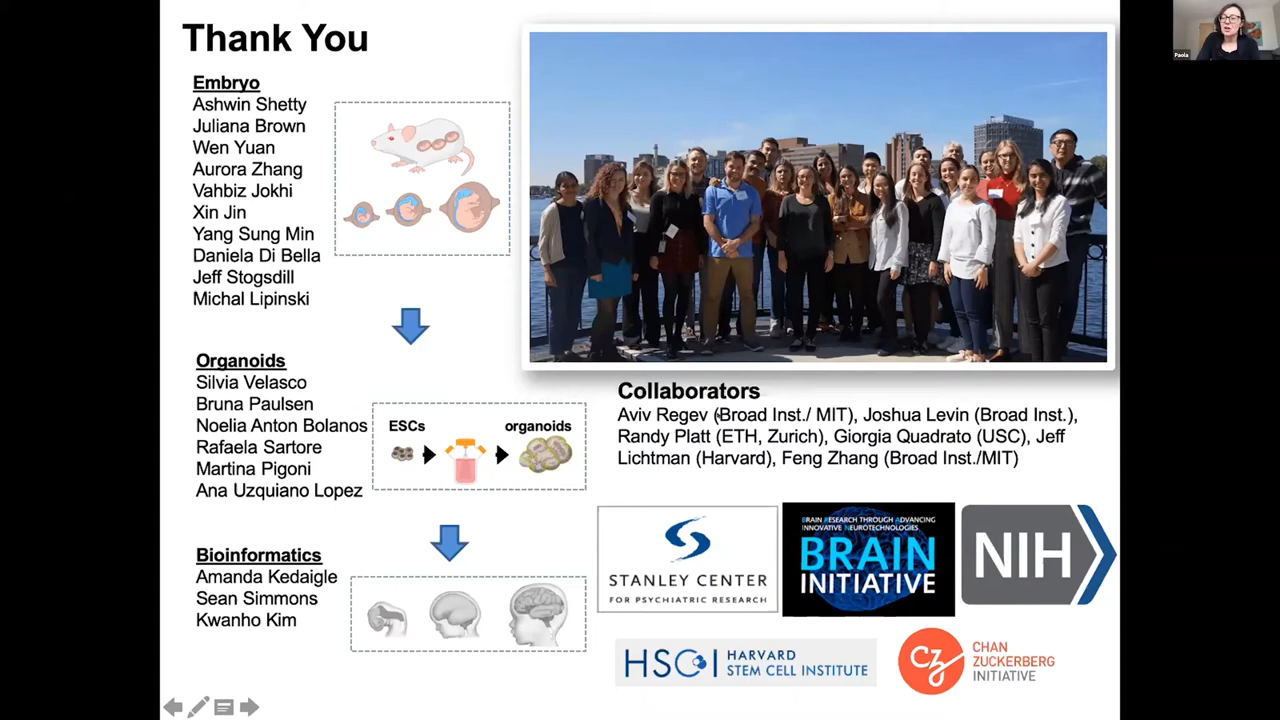 Thank You
Paola
Embryo
Ashwin Shetty
Juliana Brown
Wen Yuan
Aurora Zhang
Vahbiz Jokhi
Xin Jin
Yang Sung Min
Daniela Di Bella
Jeff Stogsdill
Michal Lipinski
Organoids
Silvia Velasco
Bruna Paulsen
Noelia Anton Bolanos
Rafaela Sartore
Martina Pigoni
Ana Uzquiano Lopez
ESCs
organoids
Bioinformatics
Amanda Kedaigle
Sean Simmons
Kwanho Kim
Collaborators
Aviv Regev (Broad Inst./ MIT), Joshua Levin (Broad Inst.),
Randy Platt (ETH, Zurich), Giorgia Quadrato (USC), Jeff
Lichtman (Harvard), Feng Zhang (Broad Inst./MIT)
STANLEY CENTER
FOR PSYCHIATRIC RESEARCH
BRAIN RESEARCH THROUGH ADVANCING
INNOVATIVE NEUROTECHNOLOGIES
BRAIN
INITIATIVE
NIH
HSCI
HARVARD
STEM CELL INSTITUTE
CZ
CHAN
ZUCKERBERG
INITIATIVE